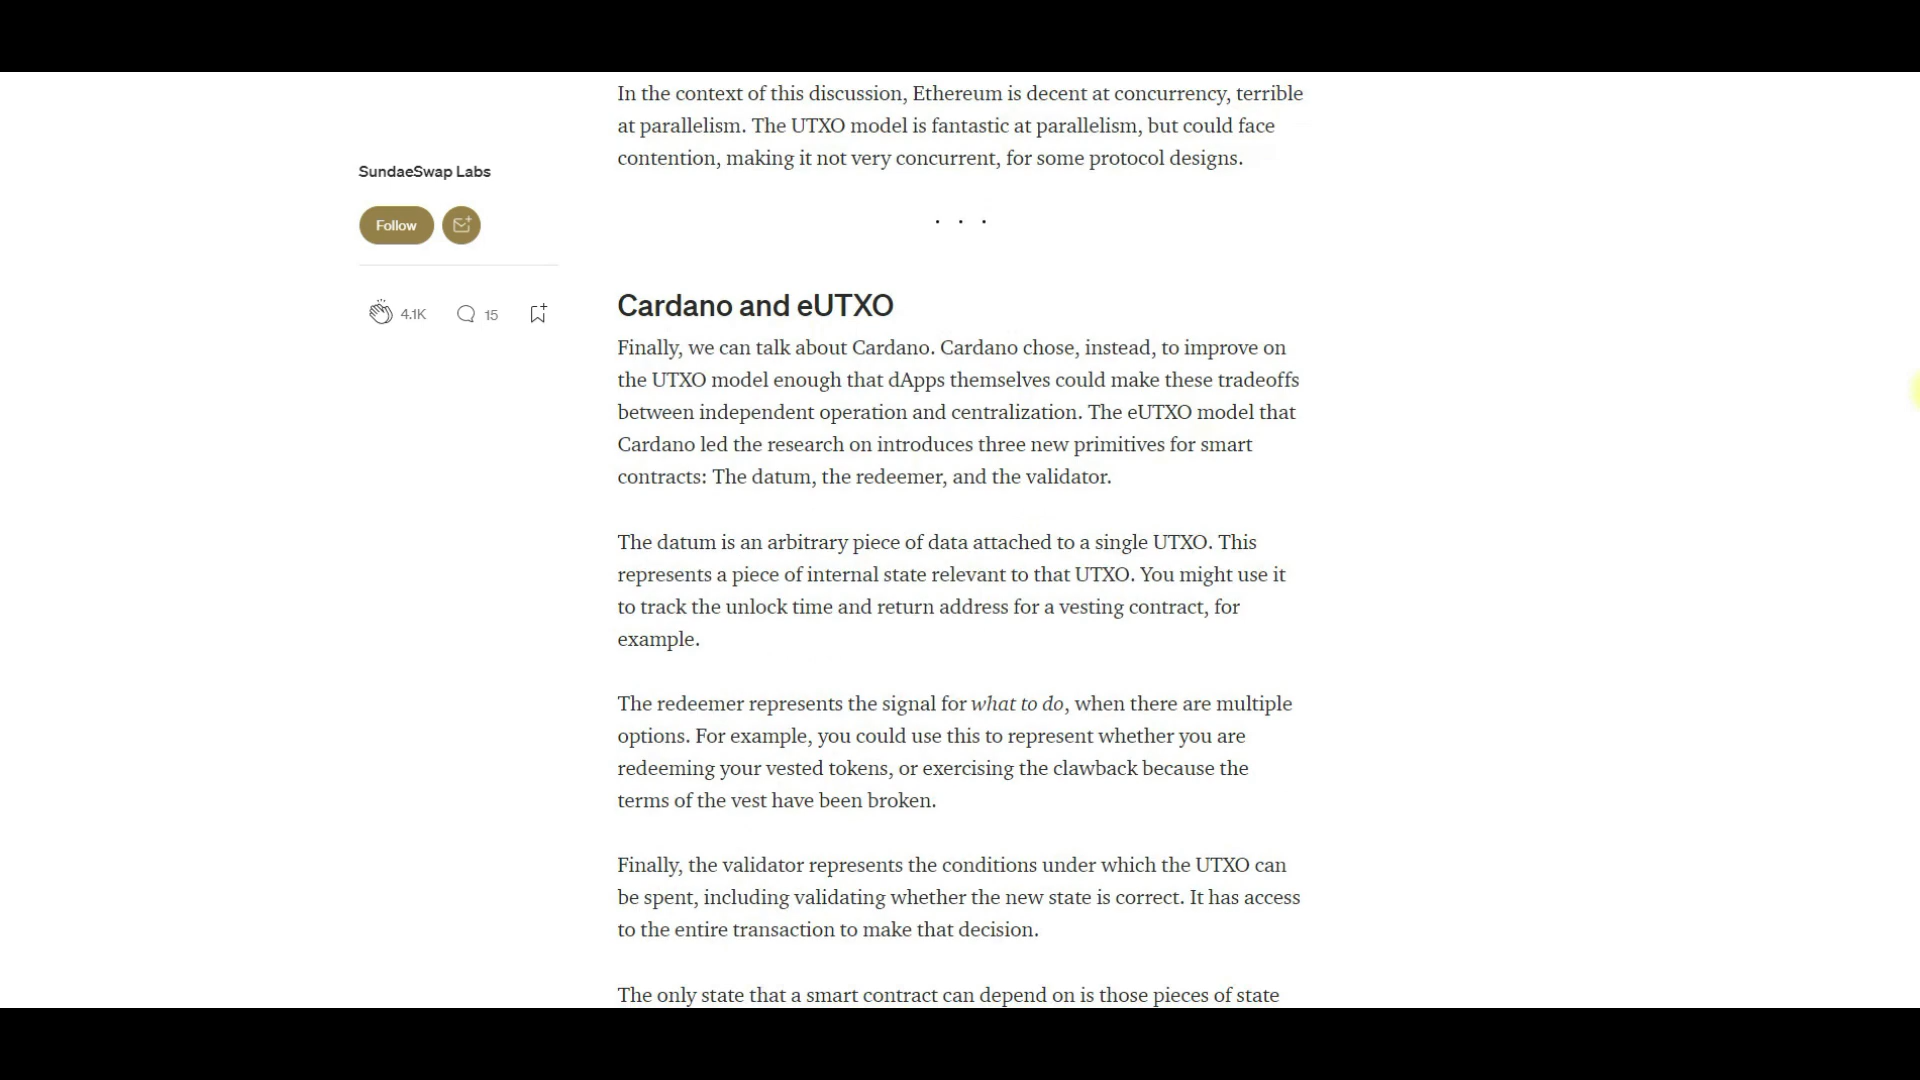 In the context of this discussion, Ethereum is decent at concurrency, terrible
at parallelism. The UTXO model is fantastic at parallelism, but could face
contention, making it not very concurrent, for some protocol designs.
SundaeSwap Labs
Follow
. . .
4.1K 15
Cardano and eUTXO
Finally, we can talk about Cardano. Cardano chose, instead, to improve on
the UTXO model enough that dApps themselves could make these tradeoffs
between independent operation and centralization. The eUTXO model that
Cardano led the research on introduces three new primitives for smart
contracts: The datum, the redeemer, and the validator.
The datum is an arbitrary piece of data attached to a single UTXO. This
represents a piece of internal state relevant to that UTXO. You might use it
to track the unlock time and return address for a vesting contract, for
example.
The redeemer represents the signal for what to do, when there are multiple
options. For example, you could use this to represent whether you are
redeeming your vested tokens, or exercising the clawback because the
terms of the vest have been broken.
Finally, the validator represents the conditions under which the UTXO can
be spent, including validating whether the new state is correct. It has access
to the entire transaction to make that decision.
The only state that a smart contract can depend on is those pieces of state